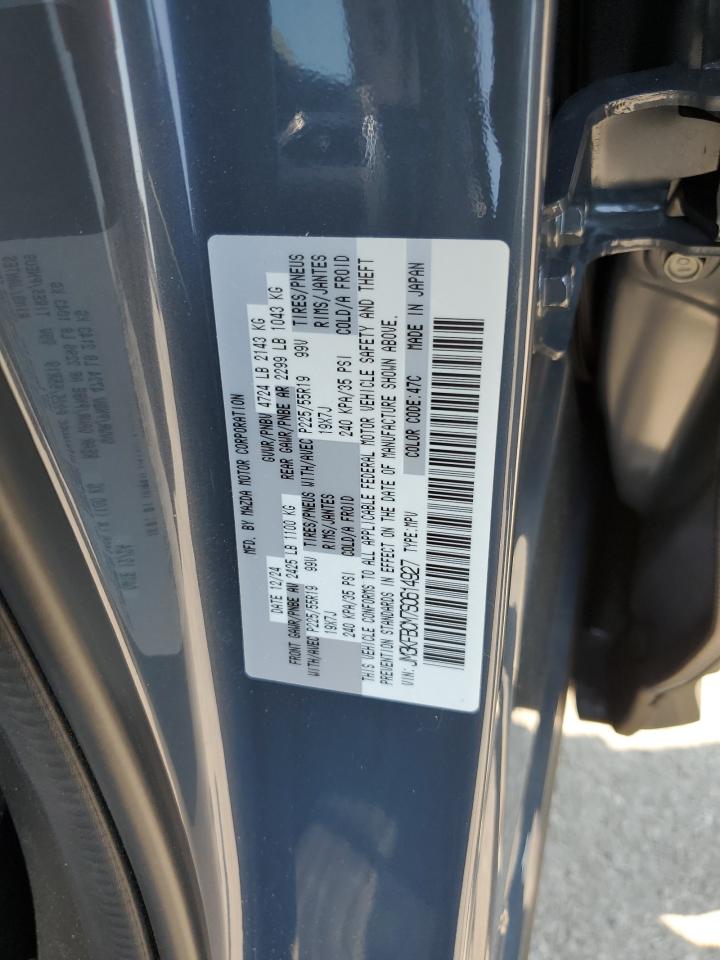 MFD. BY MAZDA MOTOR CORPORATION
DATE 12/24 GVWR/PNBV 4724 LB 2143 KG
FRONT GAWR/PNBE AV 2425 LB 1100 KG REAR GAWR/PNBE AR 2299 LB 1043 KG
WITH/AVEC P225/55R19 99V TIRES/PNEUS WITH/AVEC P225/55R19 99V TIRES/PNEUS
19X7J RIMS/JANTES 19X7J RIMS/JANTES
240 KPA/35 PSI COLD/A FROID 240 KPA/35 PSI COLD/A FROID
THIS VEHICLE CONFORMS TO ALL APPLICABLE FEDERAL MOTOR VEHICLE SAFETY AND THEFT
PREVENTION STANDARDS IN EFFECT ON THE DATE OF MANUFACTURE SHOWN ABOVE.
VIN: JM3KFBCM7S0614927 TYPE:MPV COLOR CODE:47C MADE IN JAPAN